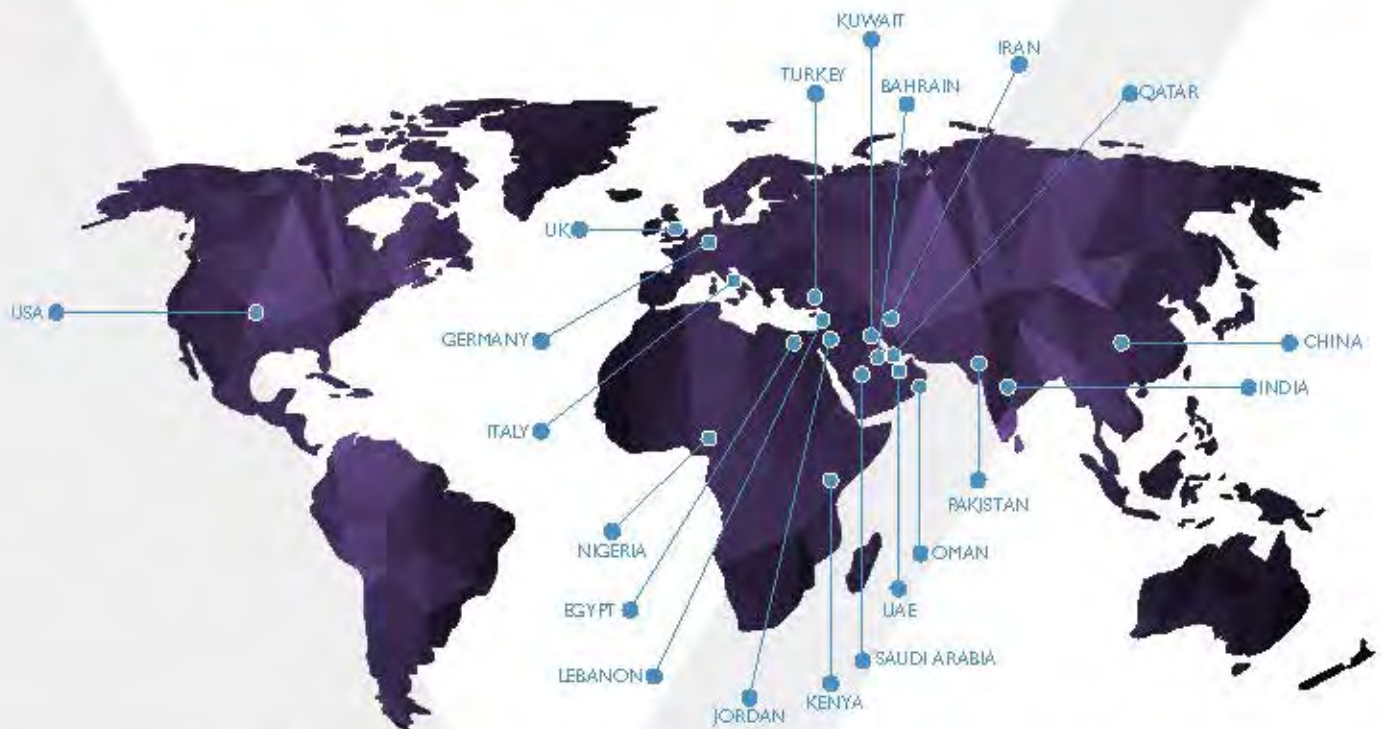 KUWAIT
IRAN
TURKEY
BAHRAIN
QATAR
UK
USA
GERMANY
CHINA
INDIA
ITALY
PAKISTAN
NIGERIA
OMAN
EGYPT
UAE
SAUDI ARABIA
LEBANON
KENYA
JORDAN